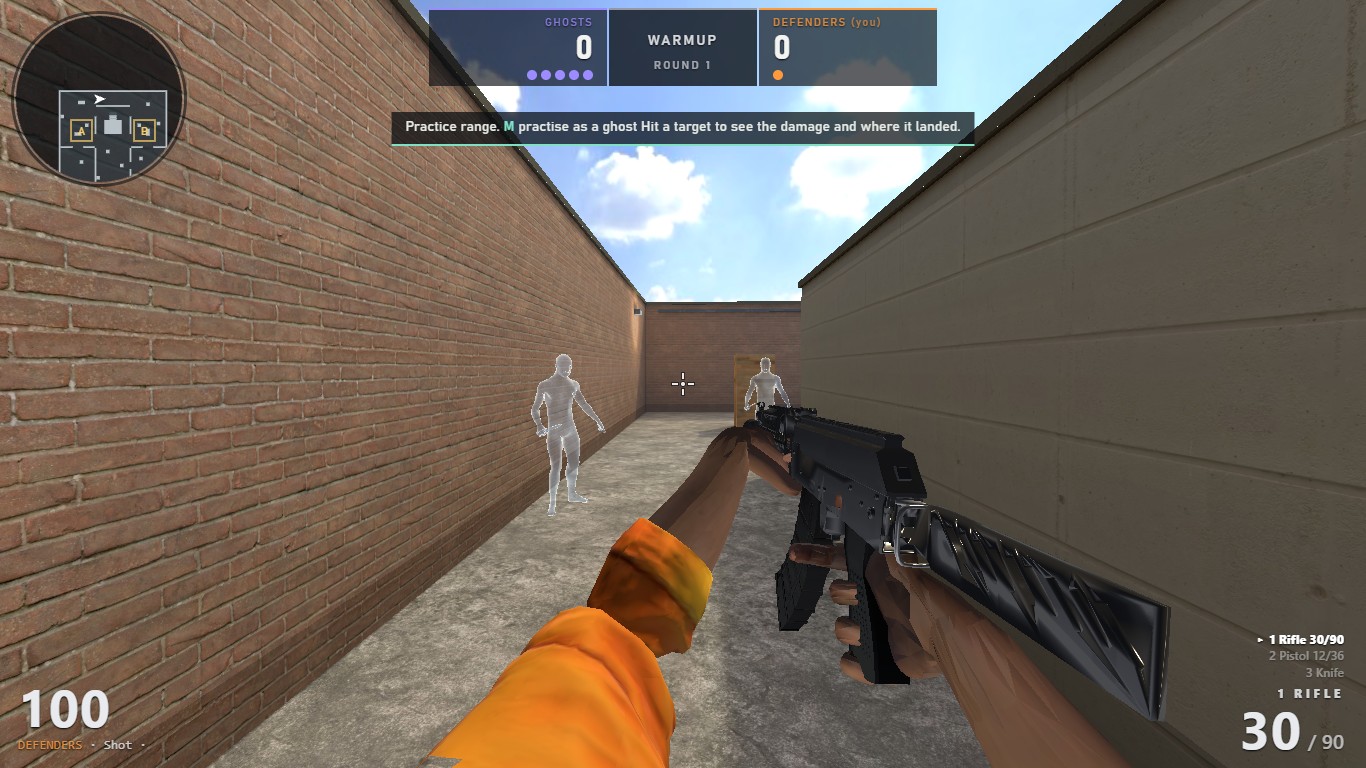 GHOSTS
0
WARMUP
ROUND 1
DEFENDERS (you)
0
Practice range. M practise as a ghost Hit a target to see the damage and where it landed.
A
B
▸ 1 Rifle 30/90
2 Pistol 12/36
3 Knife
1 RIFLE
30 / 90
100
DEFENDERS · Shot ·